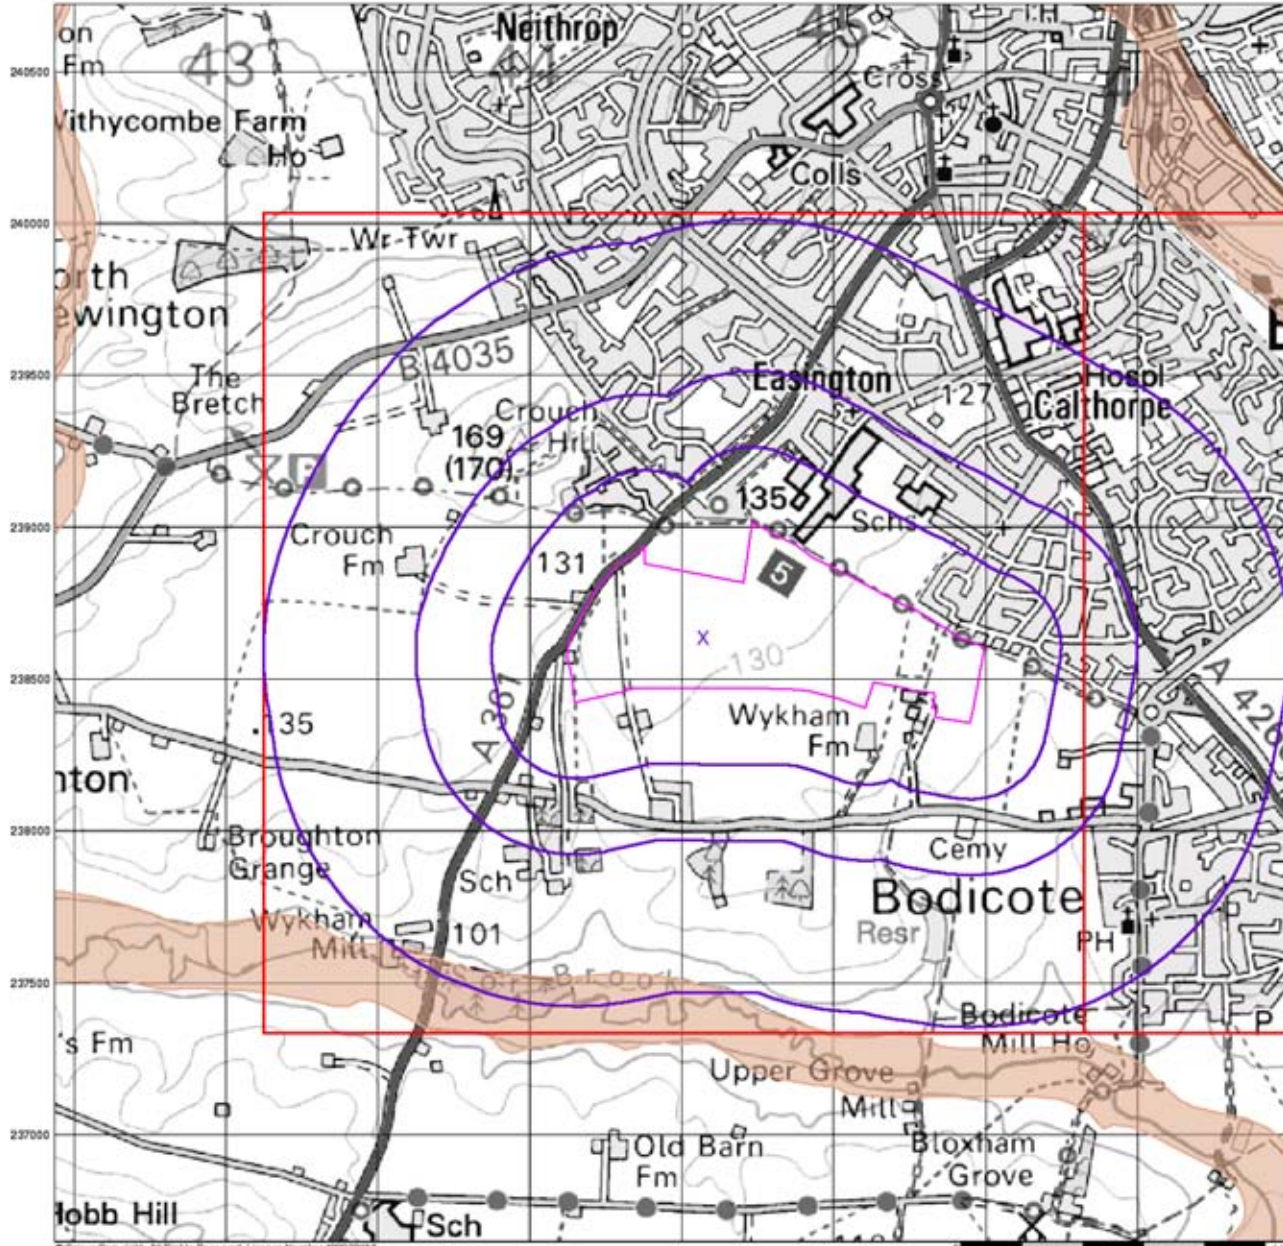 on
Fm
43
Neithrop
44
45
46
T.H
Cross
240500
Vithycombe Farm
Ho
Colls
240000
Wr Twr
orth
ewington
B 4035
239500
The
Bretch
Easington
127
Hospl
Calthorpe
Crouch
Hill
169
(170)
P
135
239000
Schs
Crouch
Fm
131
5
X
130
238500
A 361
135
Wykham
Fm
A 426
nton
238000
Broughton
Grange
Cemy
Sch
Bodicote
Wykham
Mill
101
Resr
PH
Sor Brook
237500
Bodicote
Mill Ho
P
's Fm
Upper Grove
Mill
237000
Old Barn
Fm
Bloxham
Grove
Hobb Hill
Sch